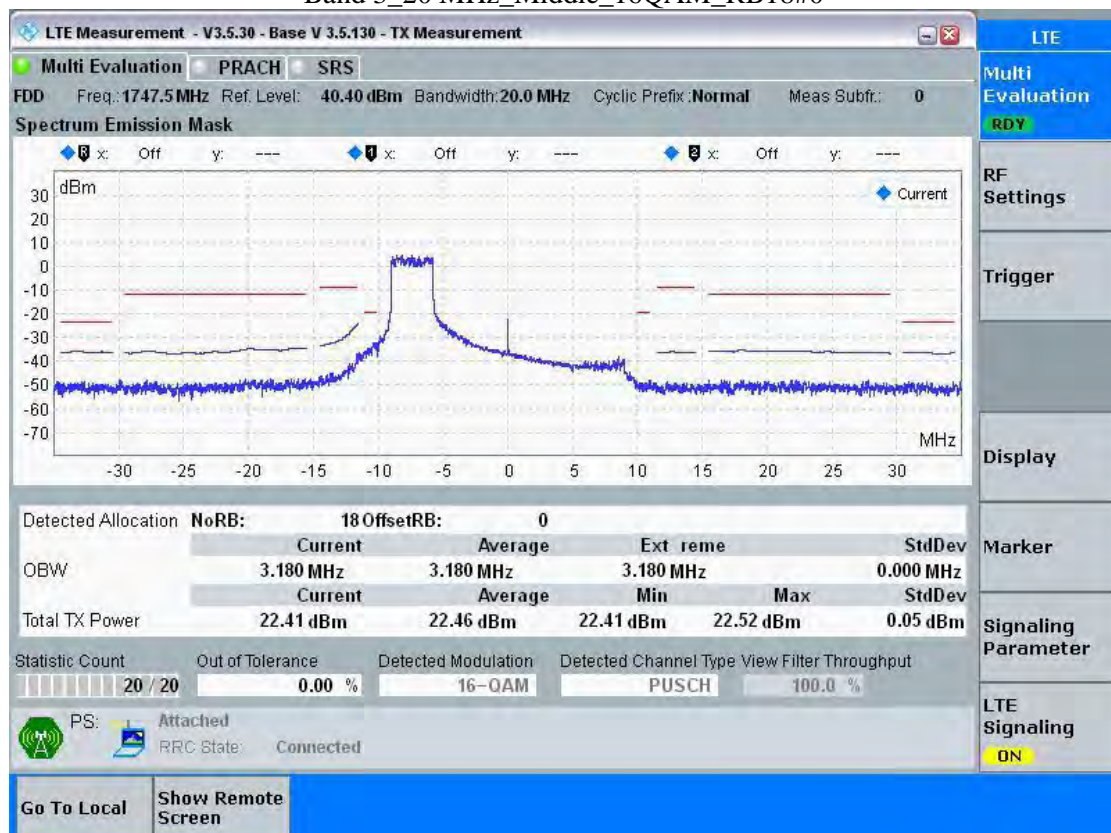 Band 3_20 MHz_Middle_16QAM_RB18#0
LTE Measurement - V3.5.30 - Base V 3.5.130 - TX Measurement
LTE
Multi Evaluation PRACH SRS
Multi Evaluation
RDY
FDD Freq.: 1747.5 MHz Ref. Level: 40.40 dBm Bandwidth: 20.0 MHz Cyclic Prefix : Normal Meas Subfr.: 0
Spectrum Emission Mask
R x: Off y: --- 1 x: Off y: --- 2 x: Off y: ---
RF Settings
dBm
Current
30
20
10
0
-10
-20
-30
-40
-50
-60
-70
MHz
-30 -25 -20 -15 -10 -5 0 5 10 15 20 25 30
Trigger
Display
Detected Allocation NoRB: 18 OffsetRB: 0
Current Average Ext reme StdDev
OBW 3.180 MHz 3.180 MHz 3.180 MHz 0.000 MHz
Current Average Min Max StdDev
Total TX Power 22.41 dBm 22.46 dBm 22.41 dBm 22.52 dBm 0.05 dBm
Marker
Signaling Parameter
Statistic Count Out of Tolerance Detected Modulation Detected Channel Type View Filter Throughput
20 / 20 0.00 % 16-QAM PUSCH 100.0 %
PS: Attached
RRC State: Connected
LTE Signaling
ON
Go To Local
Show Remote Screen